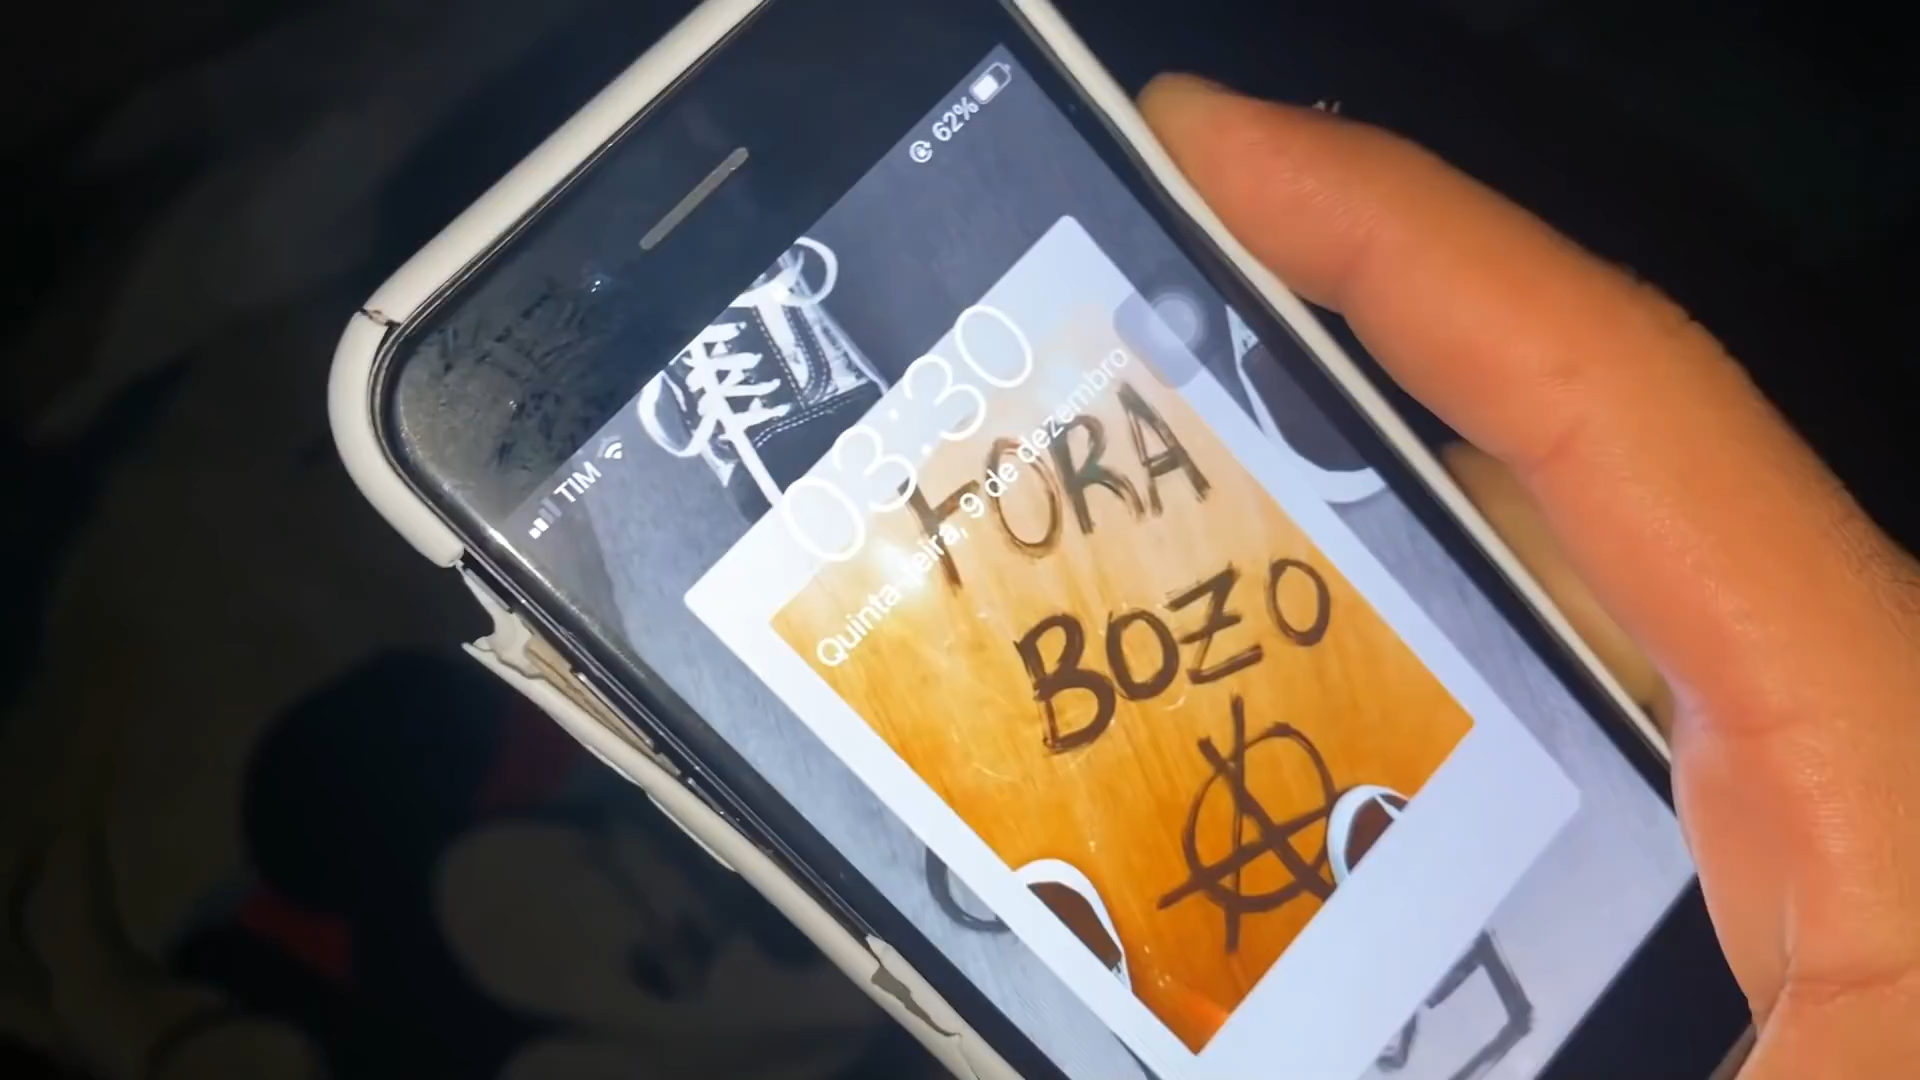 TIM
62%
03:30
Quinta-feira, 9 de dezembro
FORA
BOZO